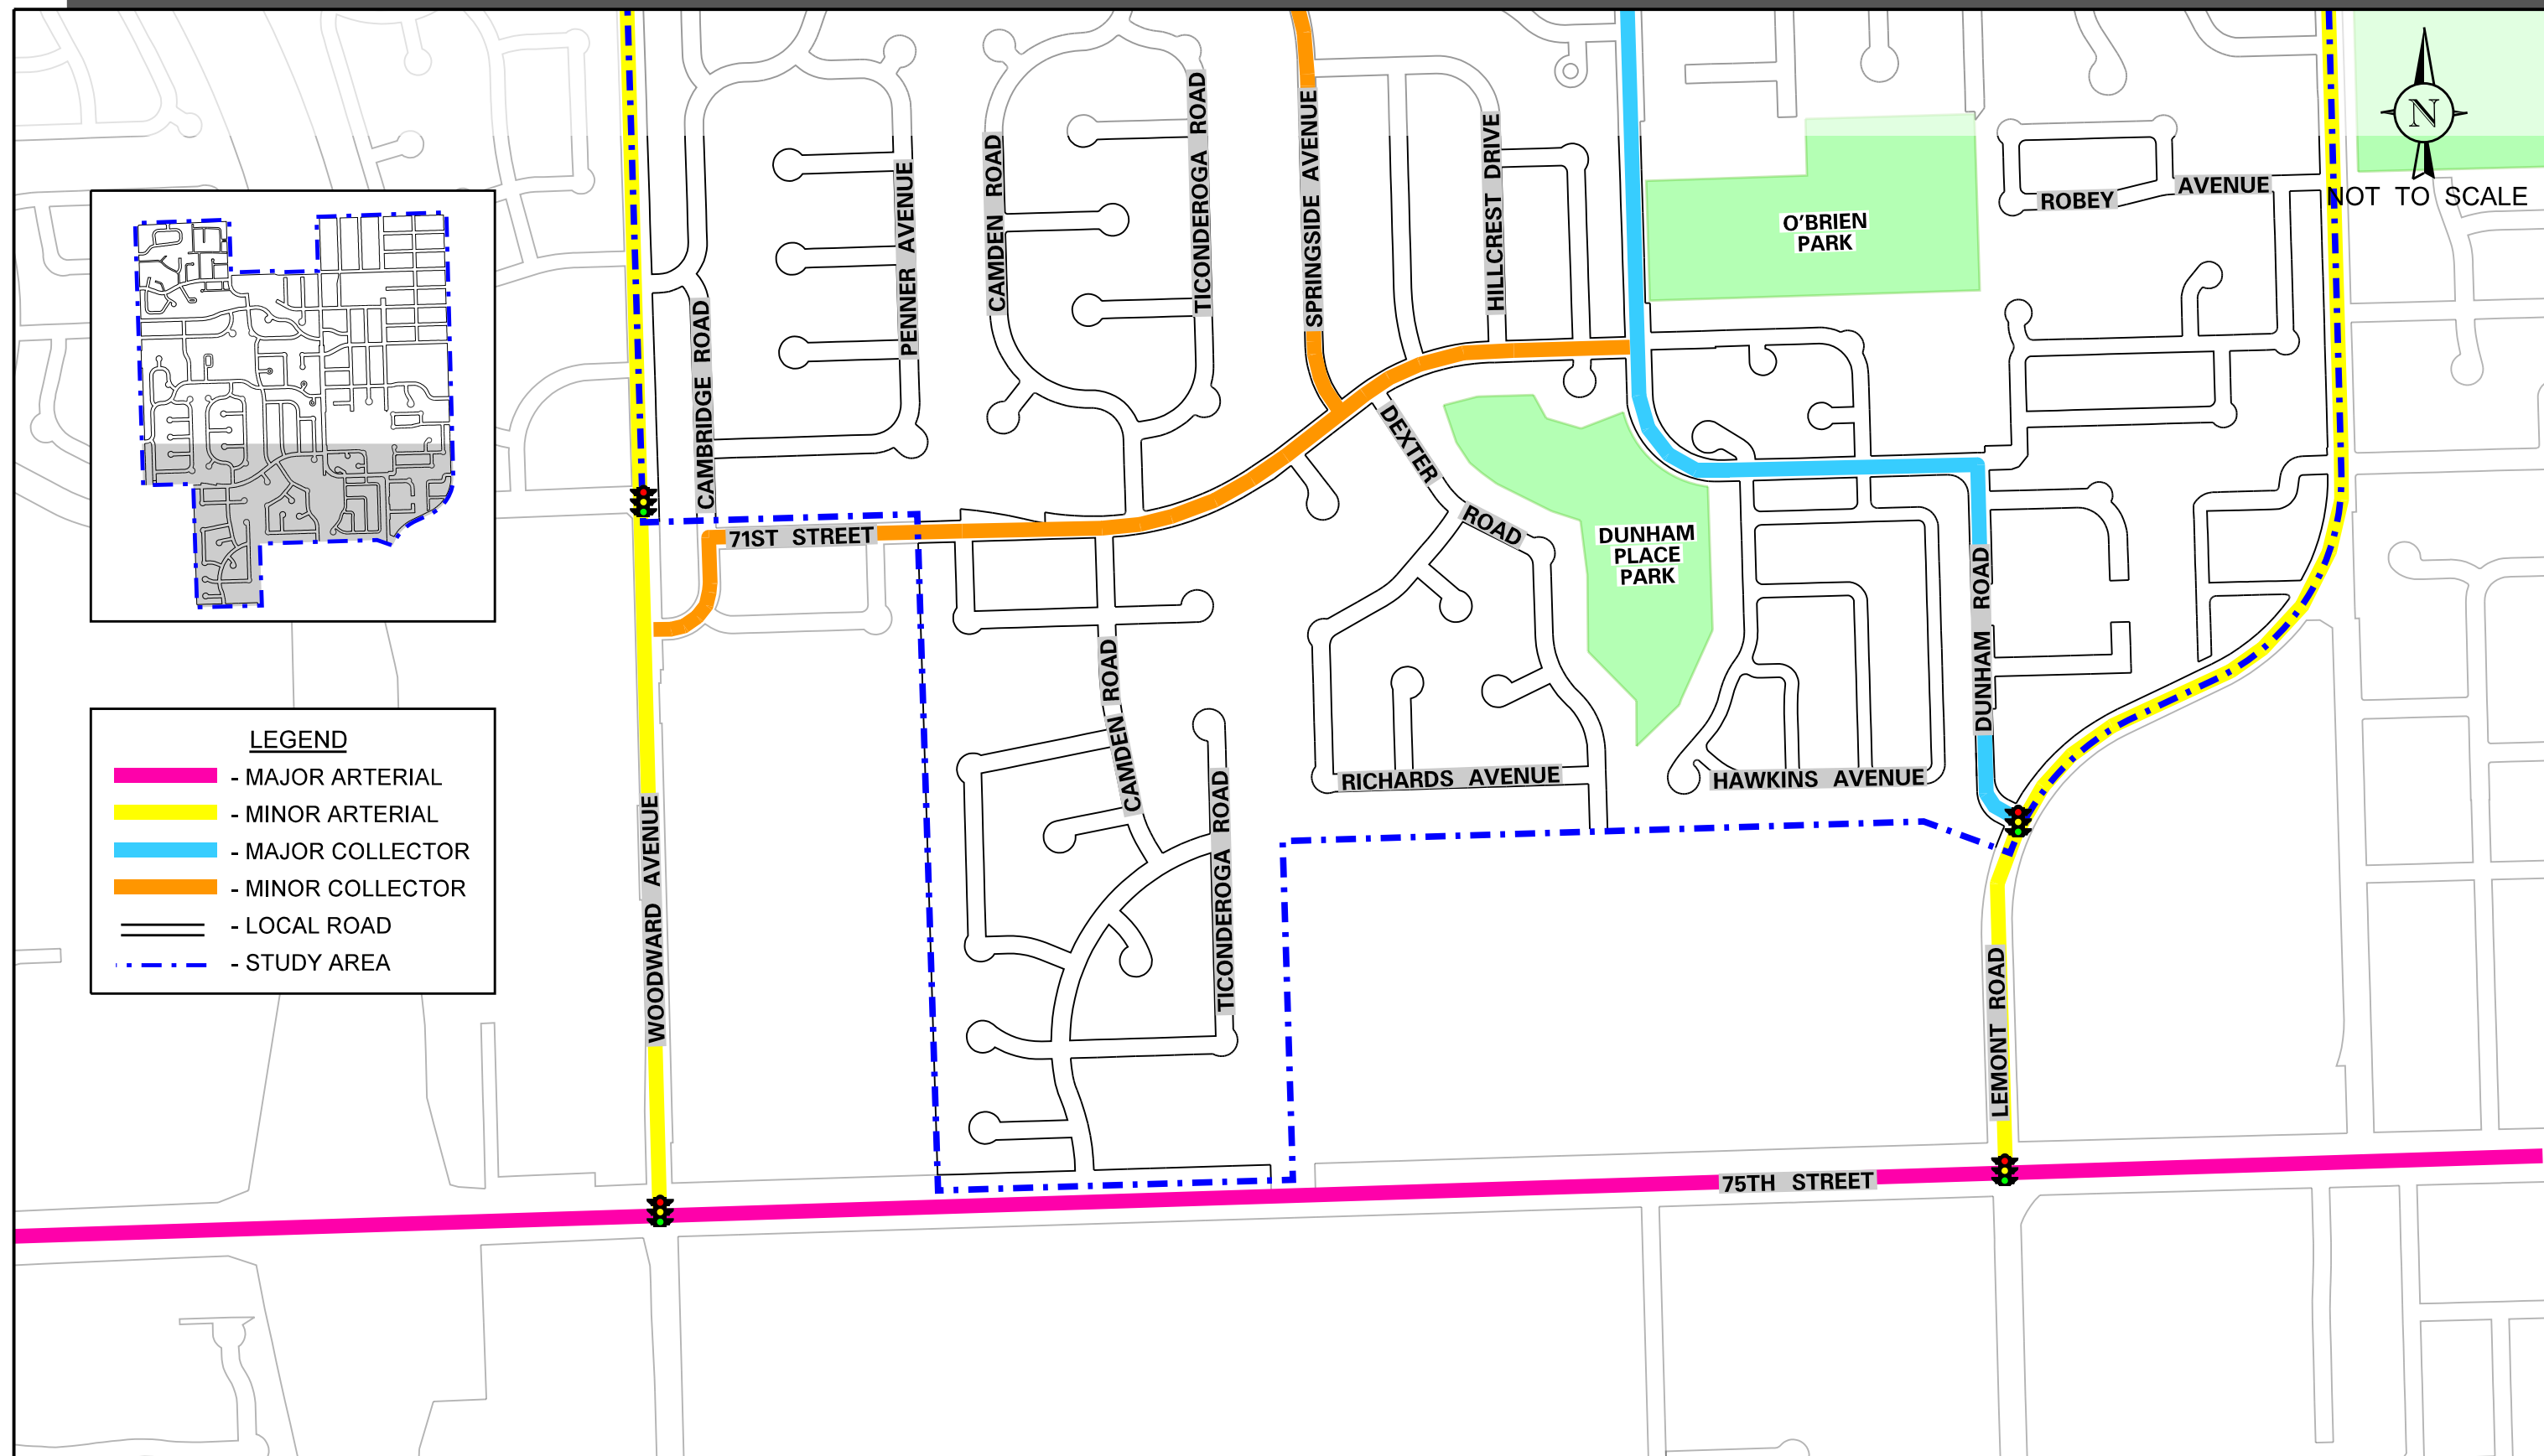 N
NOT TO SCALE
ROBEY AVENUE
O'BRIEN
PARK
TICONDEROGA ROAD
CAMDEN ROAD
PENNER AVENUE
SPRINGSIDE AVENUE
HILLCREST DRIVE
CAMBRIDGE ROAD
DEXTER ROAD
71ST STREET
DUNHAM
PLACE
PARK
DUNHAM ROAD
CAMDEN ROAD
CAMDEN ROAD
TICONDEROGA ROAD
RICHARDS AVENUE
HAWKINS AVENUE
WOODWARD AVENUE
LEMONT ROAD
75TH STREET
LEGEND
- MAJOR ARTERIAL
- MINOR ARTERIAL
- MAJOR COLLECTOR
- MINOR COLLECTOR
- LOCAL ROAD
- STUDY AREA